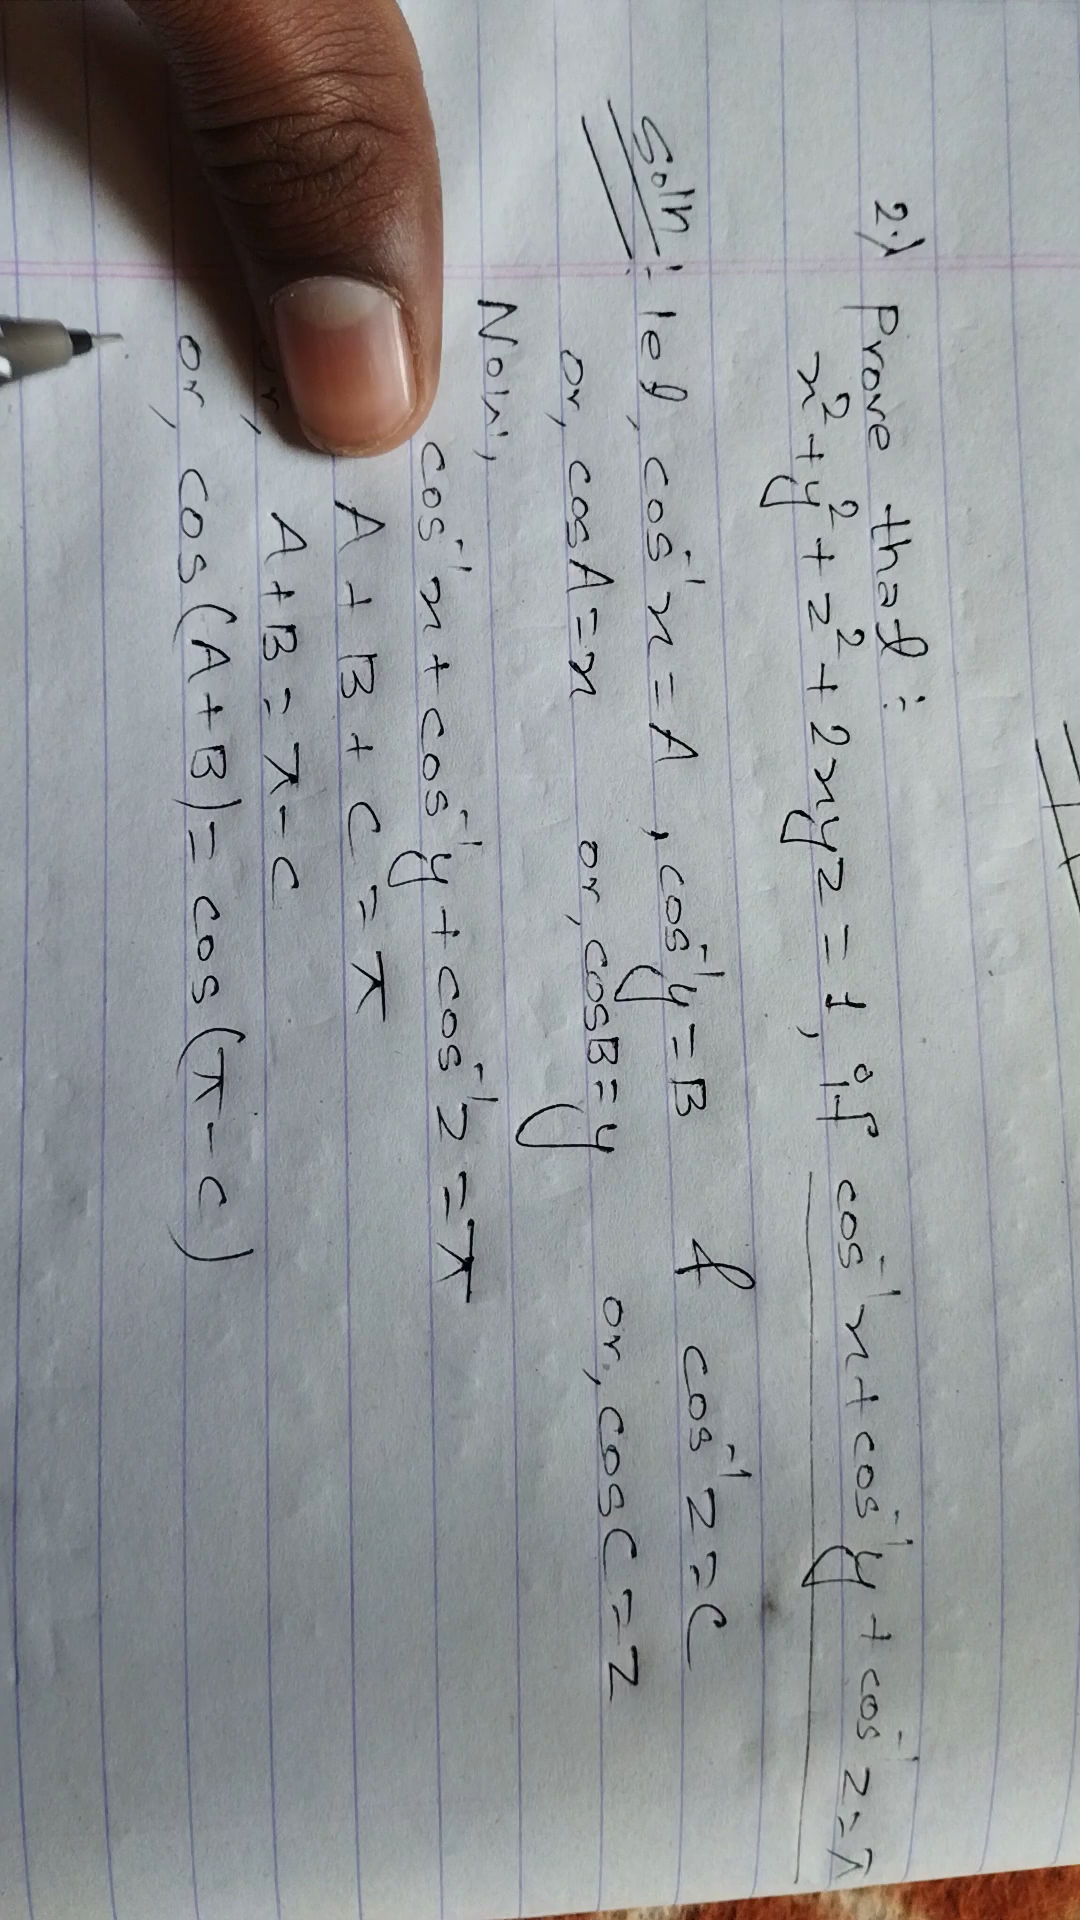 2.) Prove that :
x² + y² + z² + 2xyz = 1, if cos⁻¹x + cos⁻¹y + cos⁻¹z = π
Soln : let, cos⁻¹x = A , cos⁻¹y = B & cos⁻¹z = C
or, cosA = x or, cosB = y or, cosC = z
Now,
cos⁻¹x + cos⁻¹y + cos⁻¹z = π
A + B + C = π
or, A + B = π - C
or, cos(A+B) = cos(π - C)